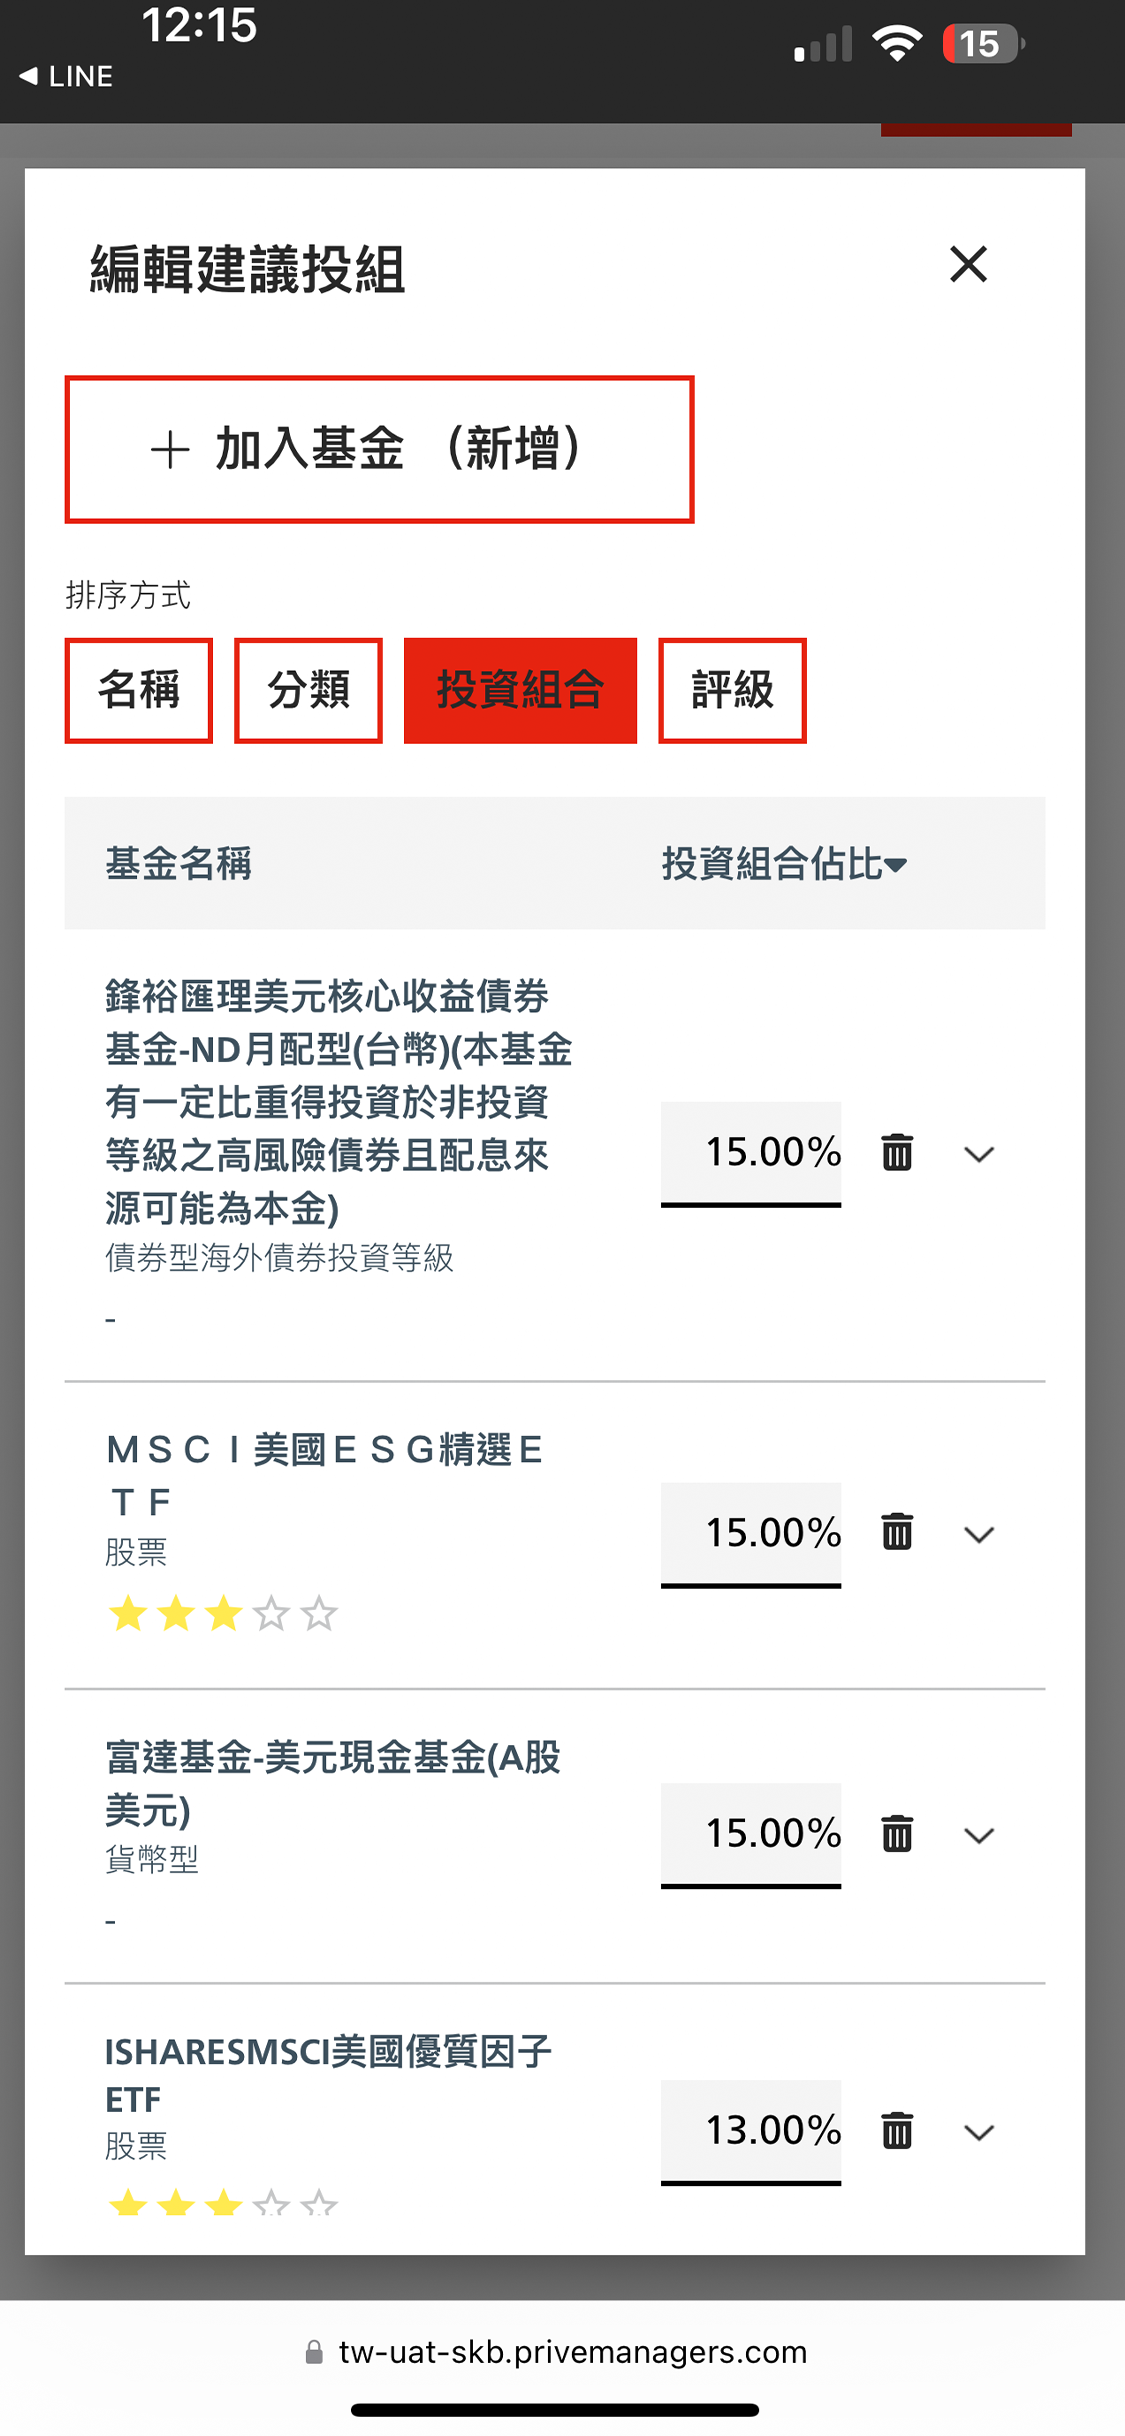 12:15
15
◀ LINE
編輯建議投組
＋ 加入基金 （新增）
排序方式
名稱
分類
投資組合
評級
基金名稱
投資組合佔比
鋒裕匯理美元核心收益債券
基金-ND月配型(台幣)(本基金
有一定比重得投資於非投資
等級之高風險債券且配息來
源可能為本金)
債券型海外債券投資等級
-
15.00%
ＭＳＣＩ美國ＥＳＧ精選Ｅ
ＴＦ
股票
15.00%
富達基金-美元現金基金(A股
美元)
貨幣型
-
15.00%
ISHARESMSCI美國優質因子
ETF
股票
13.00%
tw-uat-skb.privemanagers.com